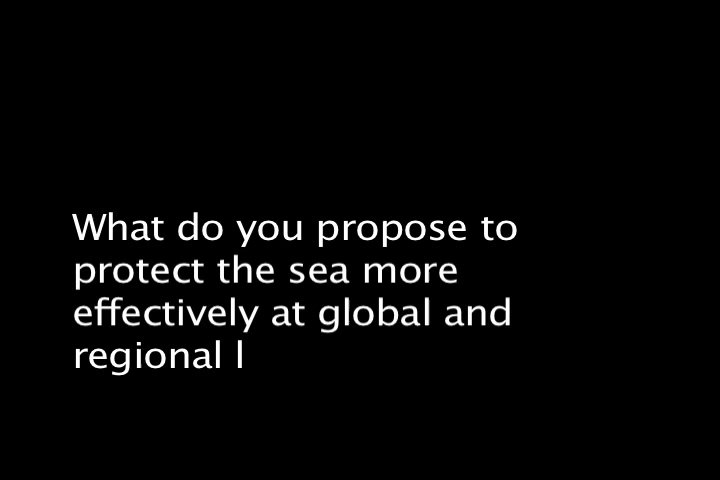 What do you propose to
protect the sea more
effectively at global and
regional l